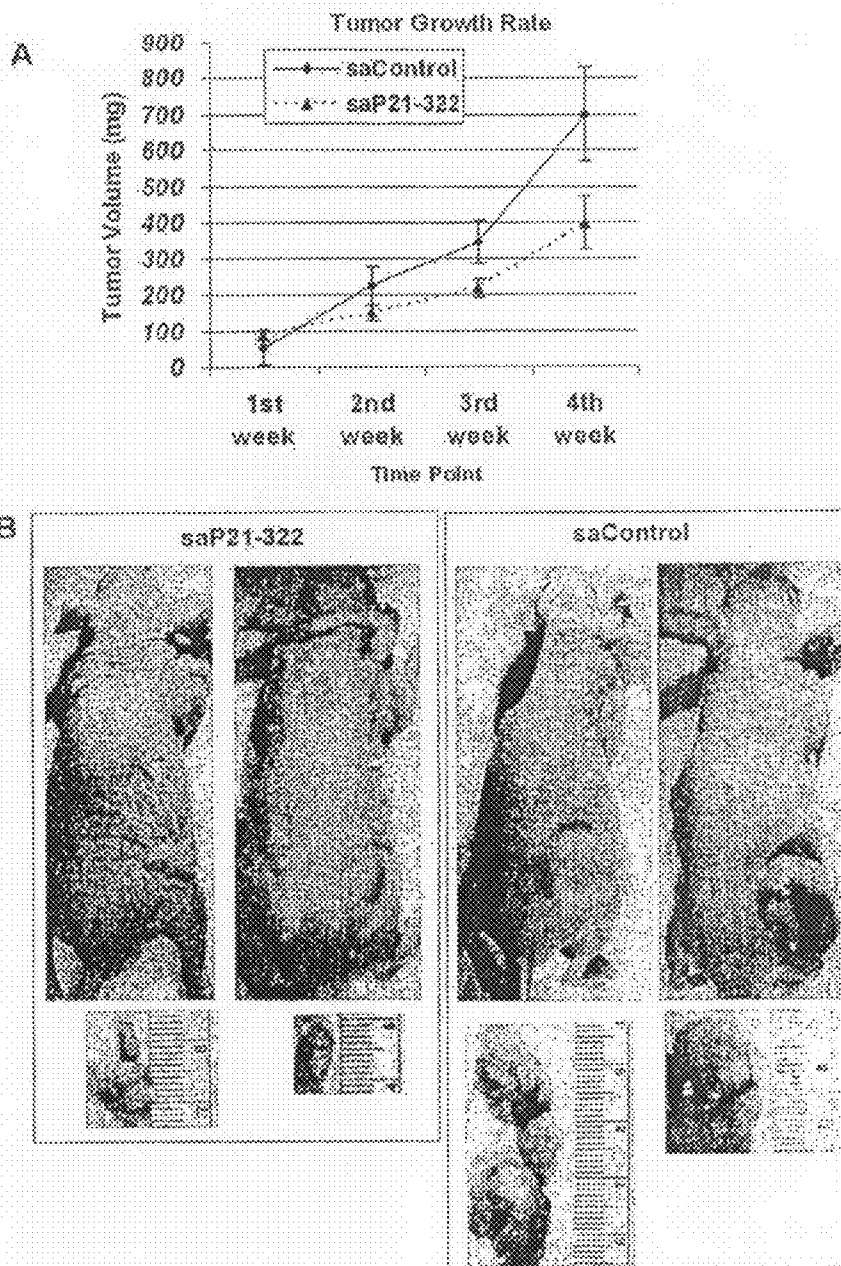 A
Tumor Growth Rate
saControl
saP21-322
Tumor Volume (mg)
900
800
700
600
500
400
300
200
100
0
1st week
2nd week
3rd week
4th week
Time Point
B
saP21-322
saControl